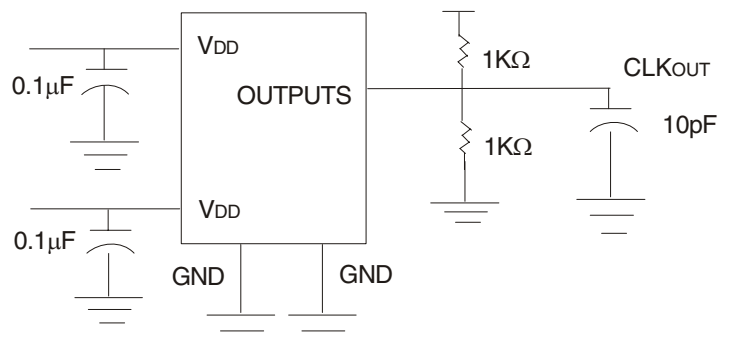 VDD
0.1μF
OUTPUTS
1KΩ
CLKOUT
10pF
1KΩ
VDD
0.1μF
GND
GND